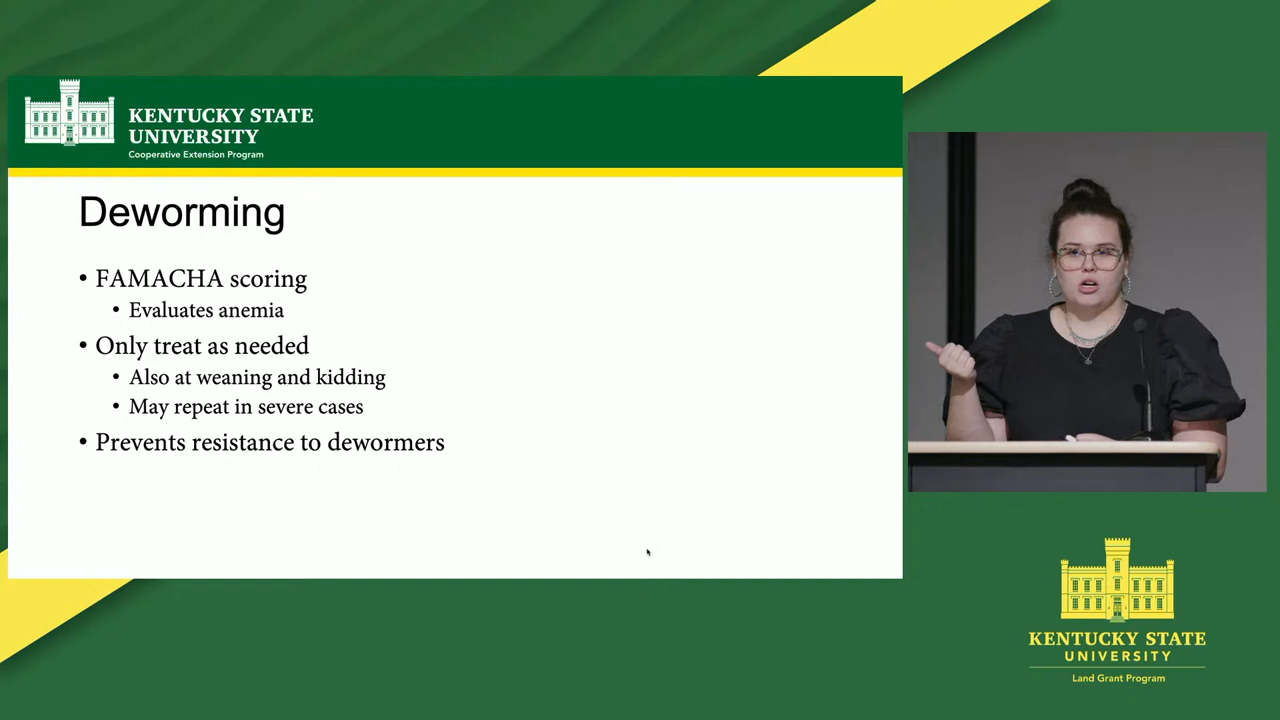 KENTUCKY STATE
UNIVERSITY
Cooperative Extension Program
Deworming
• FAMACHA scoring
• Evaluates anemia
• Only treat as needed
• Also at weaning and kidding
• May repeat in severe cases
• Prevents resistance to dewormers
KENTUCKY STATE
UNIVERSITY
Land Grant Program